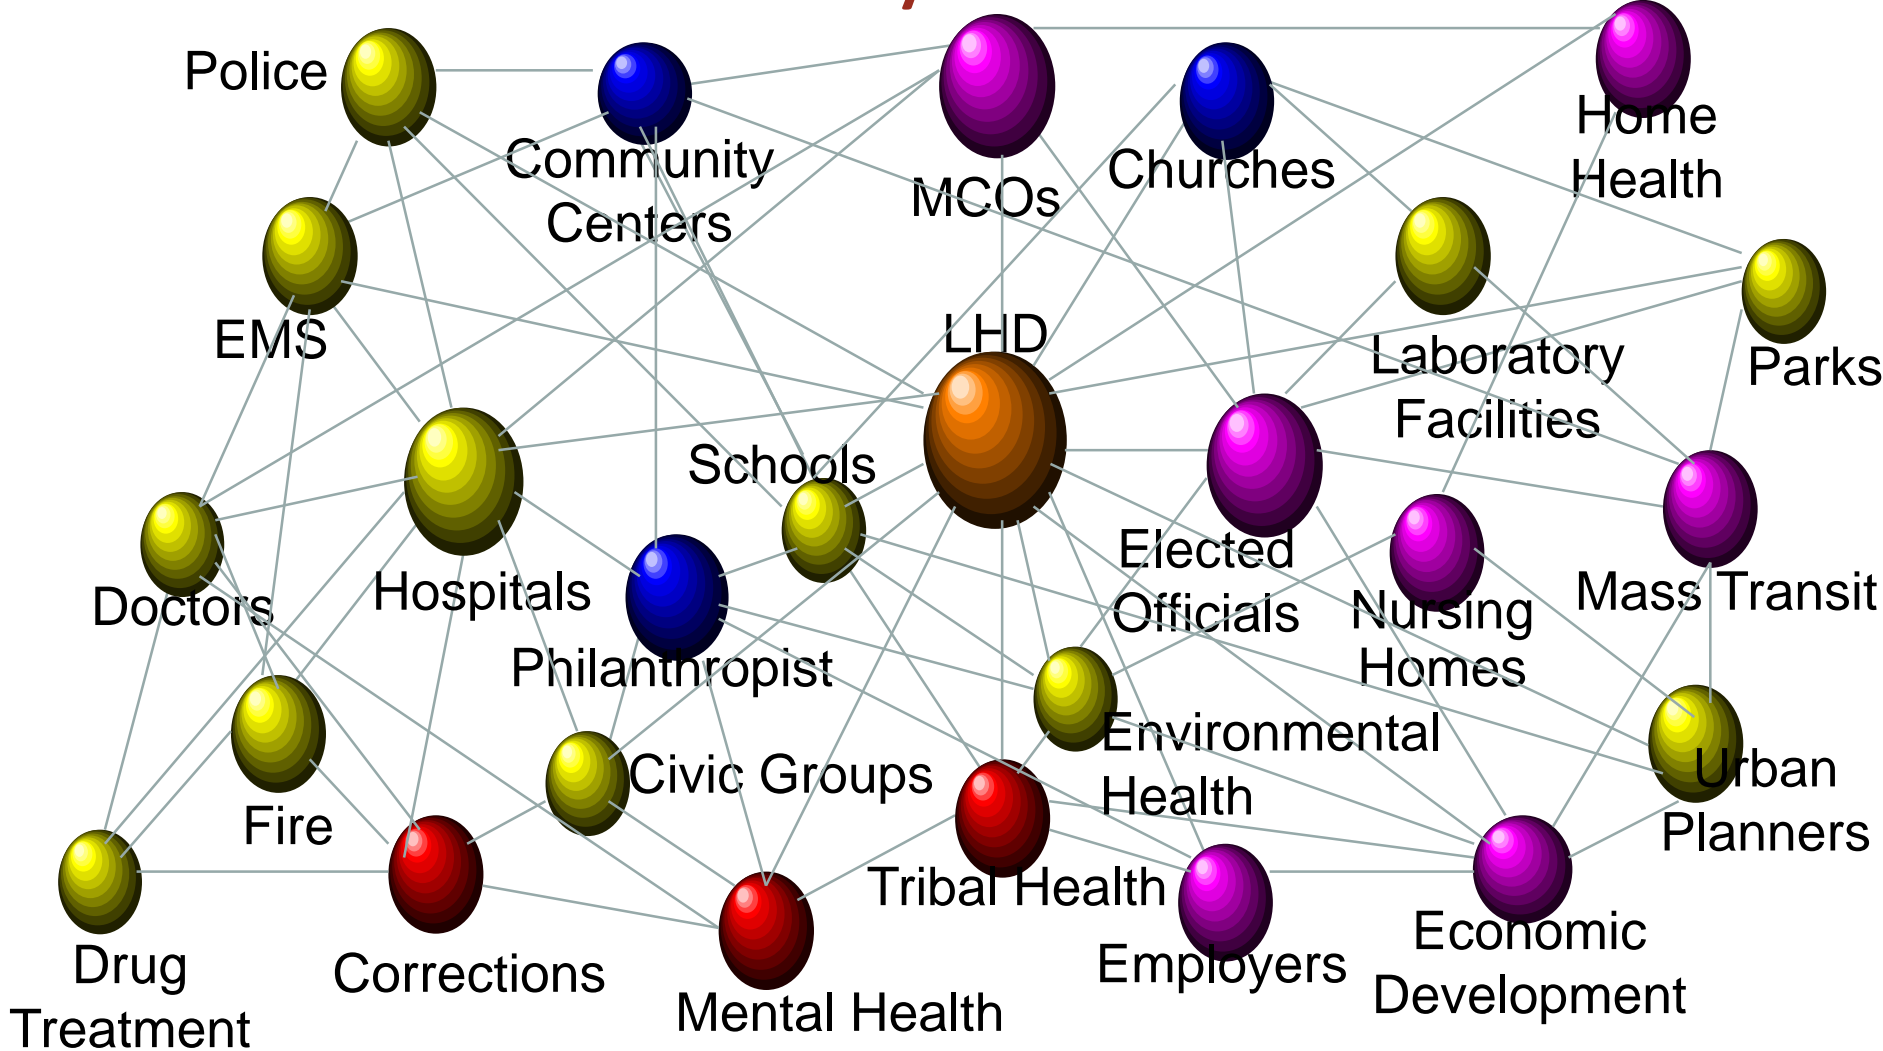 Police
Community
Centers
MCOs
Churches
Home
Health
EMS
LHD
Laboratory
Facilities
Parks
Schools
Doctors
Hospitals
Philanthropist
Elected
Officials
Nursing
Homes
Mass Transit
Fire
Civic Groups
Environmental
Health
Urban
Planners
Drug
Treatment
Corrections
Mental Health
Tribal Health
Employers
Economic
Development